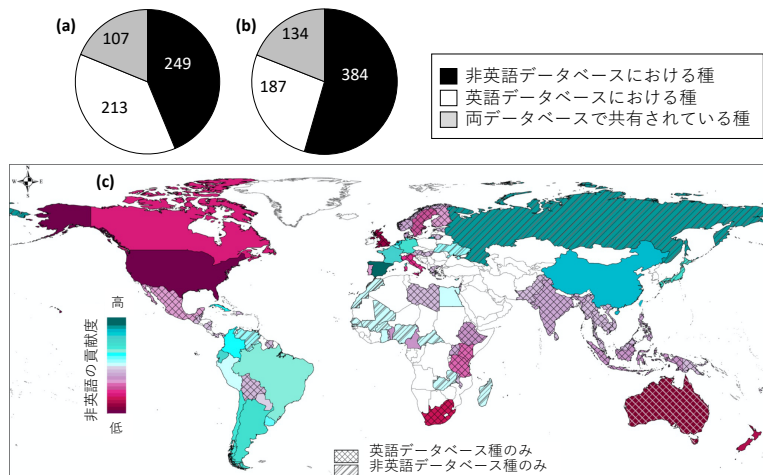 (a)
107
249
213
(b)
134
384
187
非英語データベースにおける種
英語データベースにおける種
両データベースで共有されている種
(c)
N
W
E
S
高
非英語の貢献度
低
英語データベース種のみ
非英語データベース種のみ